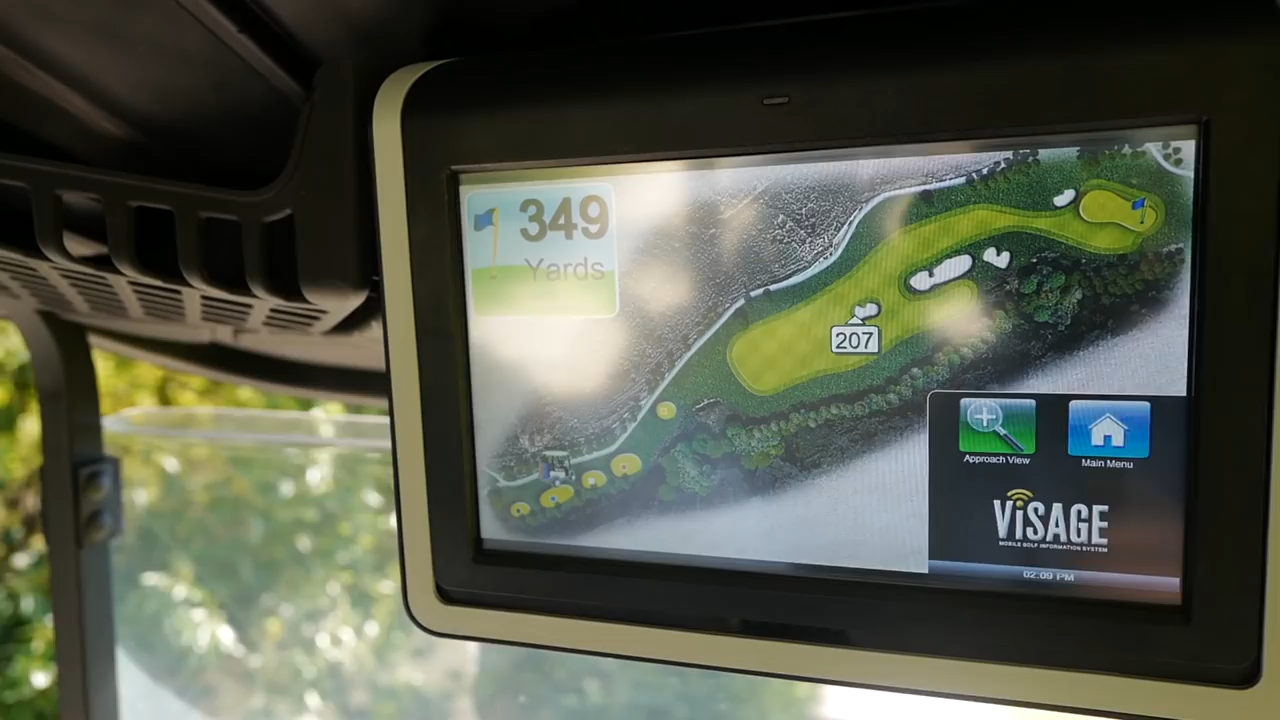 349
Yards
207
Approach View
Main Menu
ViSAGE
MOBILE GOLF INFORMATION SYSTEM
02:09 PM